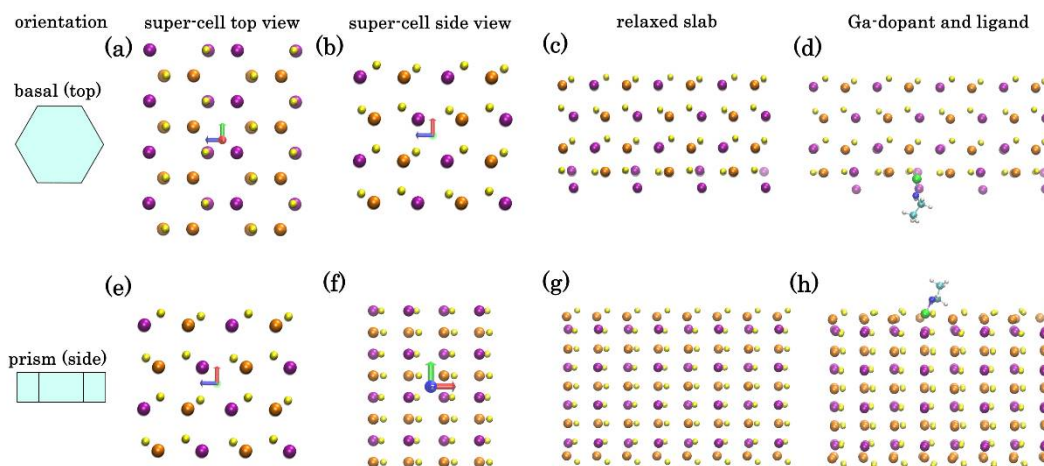 orientation super-cell top view super-cell side view relaxed slab Ga-dopant and ligand
(a) (b) (c) (d)
basal (top)
(e) (f) (g) (h)
prism (side)